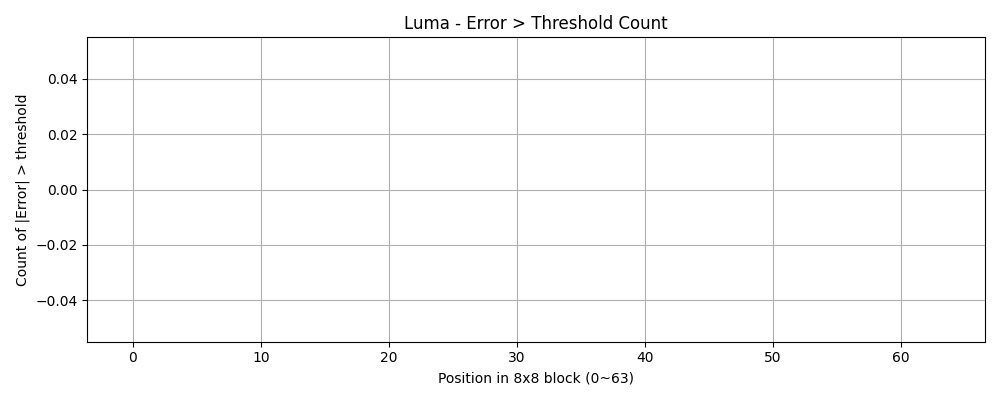 Luma - Error > Threshold Count
Count of |Error| > threshold
0.04
0.02
0.00
−0.02
−0.04
0 10 20 30 40 50 60
Position in 8x8 block (0~63)